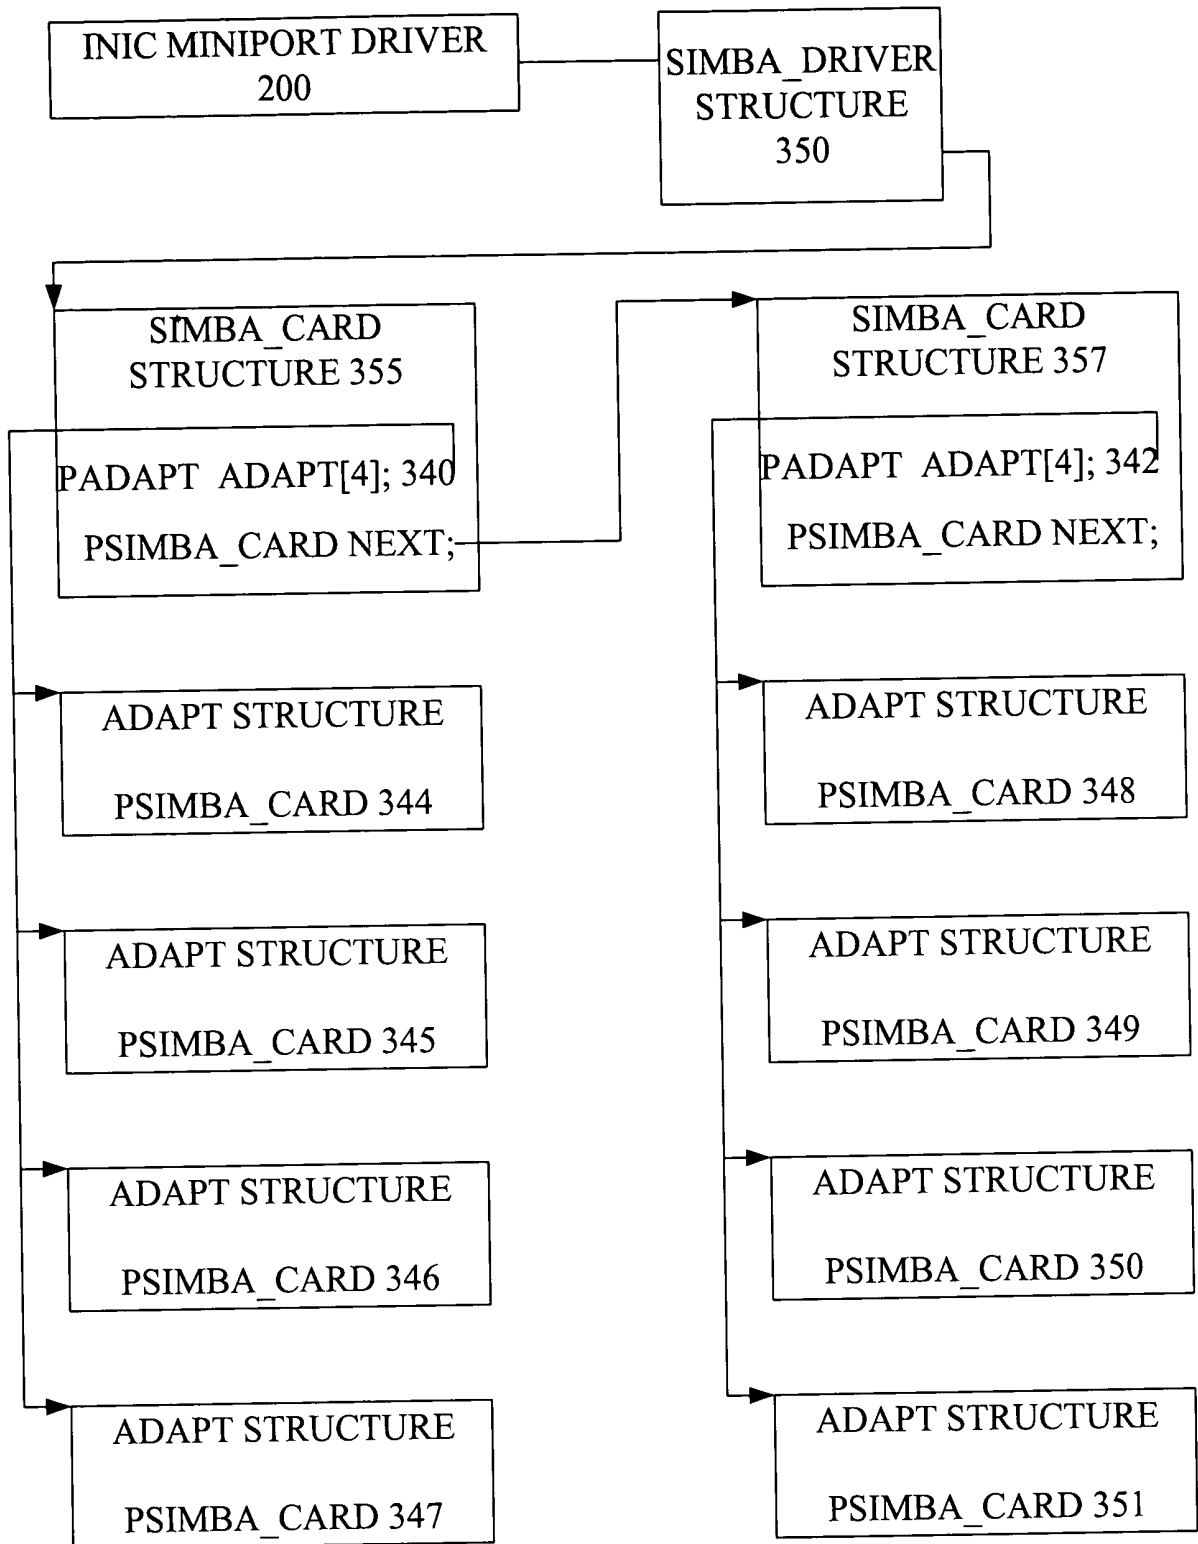 INIC MINIPORT DRIVER
200
SIMBA_DRIVER
STRUCTURE
350
SIMBA_CARD
STRUCTURE 355
PADAPT ADAPT[4]; 340
PSIMBA_CARD NEXT;
SIMBA_CARD
STRUCTURE 357
PADAPT ADAPT[4]; 342
PSIMBA_CARD NEXT;
ADAPT STRUCTURE
PSIMBA_CARD 344
ADAPT STRUCTURE
PSIMBA_CARD 348
ADAPT STRUCTURE
PSIMBA_CARD 345
ADAPT STRUCTURE
PSIMBA_CARD 349
ADAPT STRUCTURE
PSIMBA_CARD 346
ADAPT STRUCTURE
PSIMBA_CARD 350
ADAPT STRUCTURE
PSIMBA_CARD 347
ADAPT STRUCTURE
PSIMBA_CARD 351